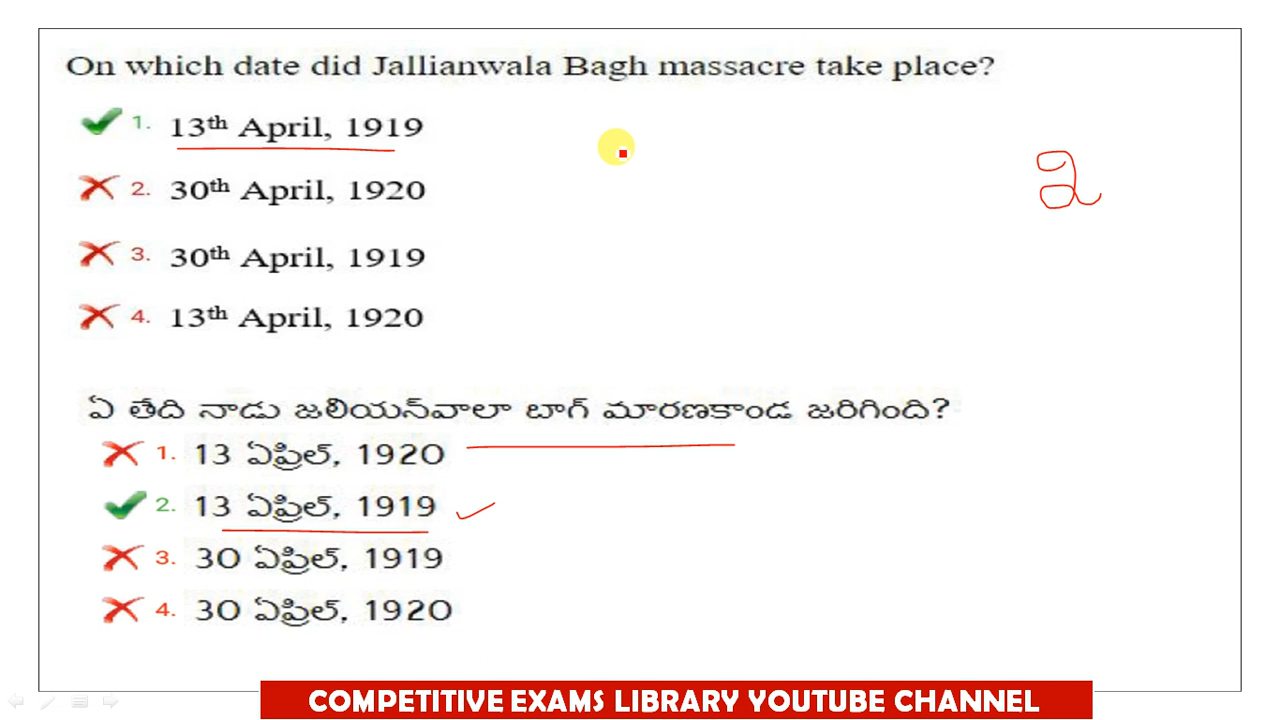 On which date did Jallianwala Bagh massacre take place?
1. 13th April, 1919
2. 30th April, 1920
3. 30th April, 1919
4. 13th April, 1920
2
ఏ తేది నాడు జలియన్‌వాలా బాగ్ మారణకాండ జరిగింది?
1. 13 ఏప్రిల్, 1920
2. 13 ఏప్రిల్, 1919
3. 30 ఏప్రిల్, 1919
4. 30 ఏప్రిల్, 1920
COMPETITIVE EXAMS LIBRARY YOUTUBE CHANNEL